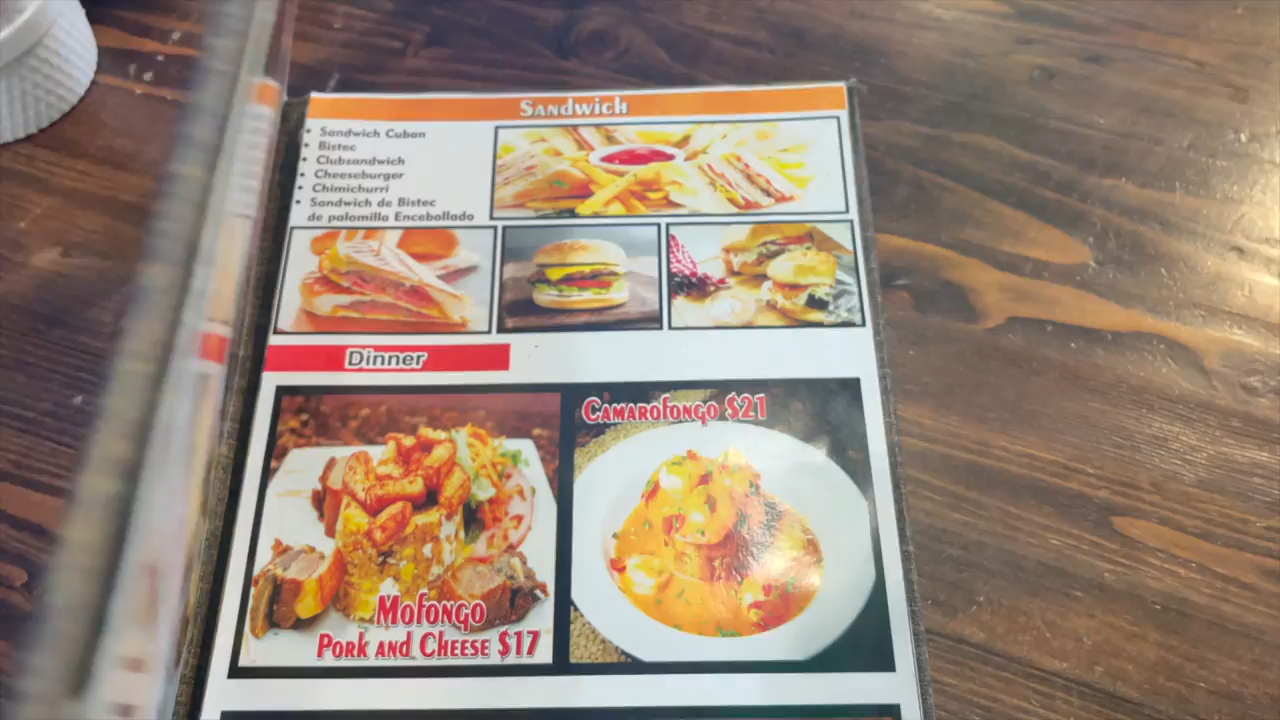 Sandwich
• Sandwich Cuban
• Bistec
• Clubsandwich
• Cheeseburger
• Chimichurri
• Sandwich de Bistec
de palomilla Encebollado
Dinner
Camarofongo $21
Mofongo
Pork and Cheese $17